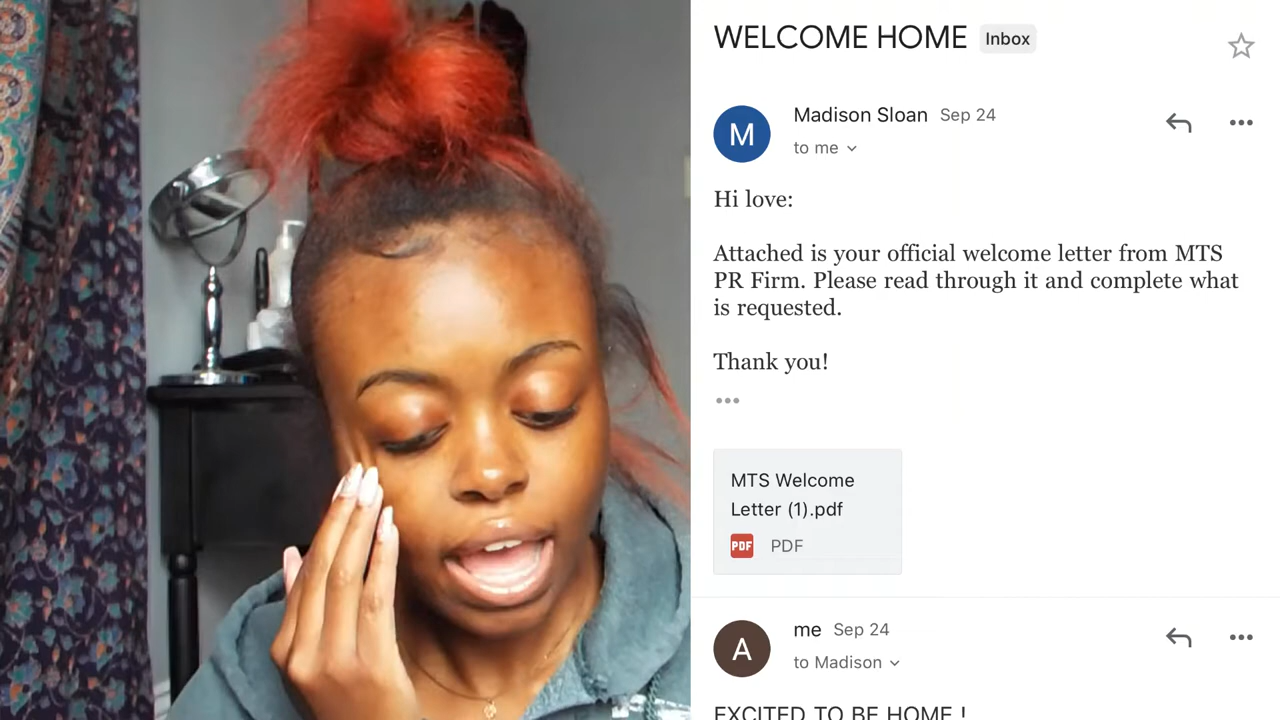 WELCOME HOME Inbox
M Madison Sloan Sep 24
to me
Hi love:
Attached is your official welcome letter from MTS
PR Firm. Please read through it and complete what
is requested.
Thank you!
MTS Welcome
Letter (1).pdf
PDF PDF
A me Sep 24
to Madison
EXCITED TO BE HOME !